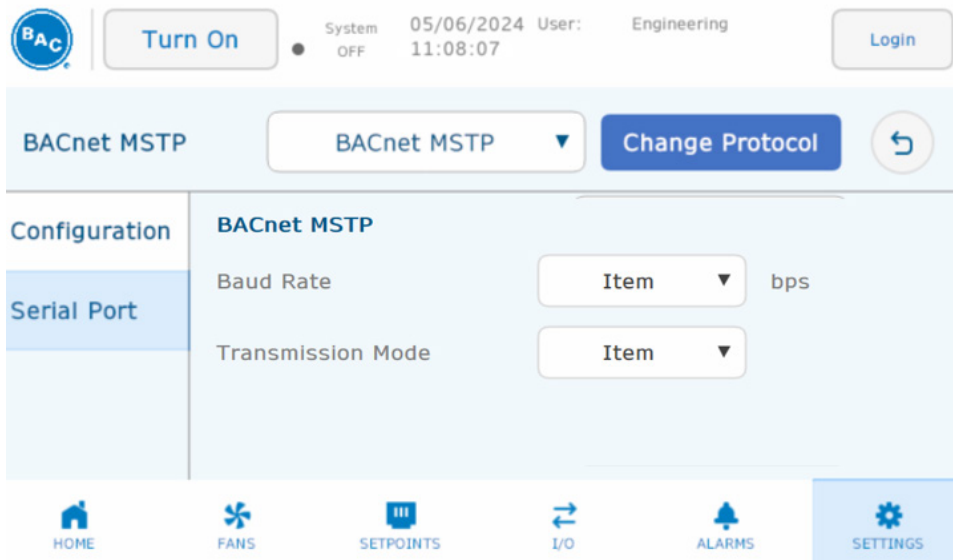 BAC
Turn On
System
OFF
05/06/2024
11:08:07
User:
Engineering
Login
BACnet MSTP
BACnet MSTP
Change Protocol
Configuration
Serial Port
BACnet MSTP
Baud Rate
Item
bps
Transmission Mode
Item
HOME
FANS
SETPOINTS
I/O
ALARMS
SETTINGS